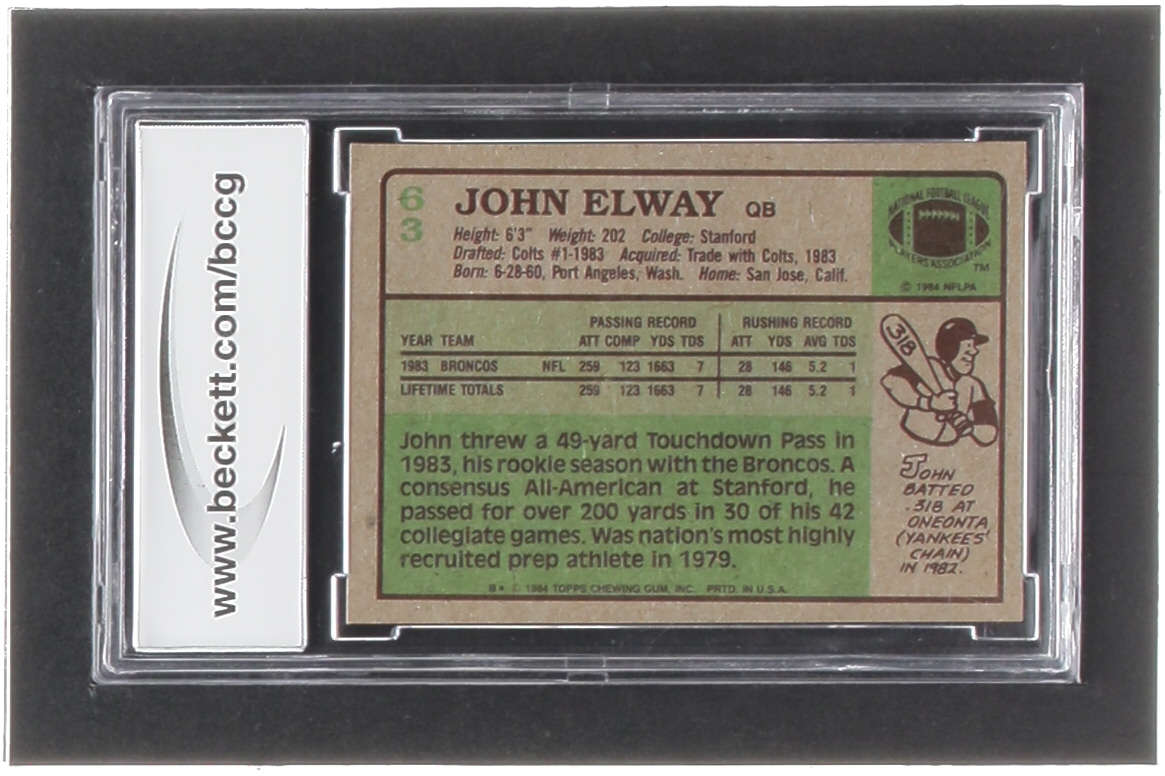 www.beckett.com/bccg
63
JOHN ELWAY QB
Height: 6'3" Weight: 202 College: Stanford
Drafted: Colts #1-1983 Acquired: Trade with Colts, 1983
Born: 6-28-60, Port Angeles, Wash. Home: San Jose, Calif.
NATIONAL FOOTBALL LEAGUE
PLAYERS ASSOCIATION
TM
© 1984 NFLPA
PASSING RECORD RUSHING RECORD
YEAR TEAM ATT COMP YDS TDS ATT YDS AVG TDS
1983 BRONCOS NFL 259 123 1663 7 28 146 5.2 1
LIFETIME TOTALS 259 123 1663 7 28 146 5.2 1
John threw a 49-yard Touchdown Pass in
1983, his rookie season with the Broncos. A
consensus All-American at Stanford, he
passed for over 200 yards in 30 of his 42
collegiate games. Was nation's most highly
recruited prep athlete in 1979.
318
JOHN
BATTED
.318 AT
ONEONTA
(YANKEES'
CHAIN)
IN 1982.
B* © 1984 TOPPS CHEWING GUM, INC. PRTD. IN U.S.A.